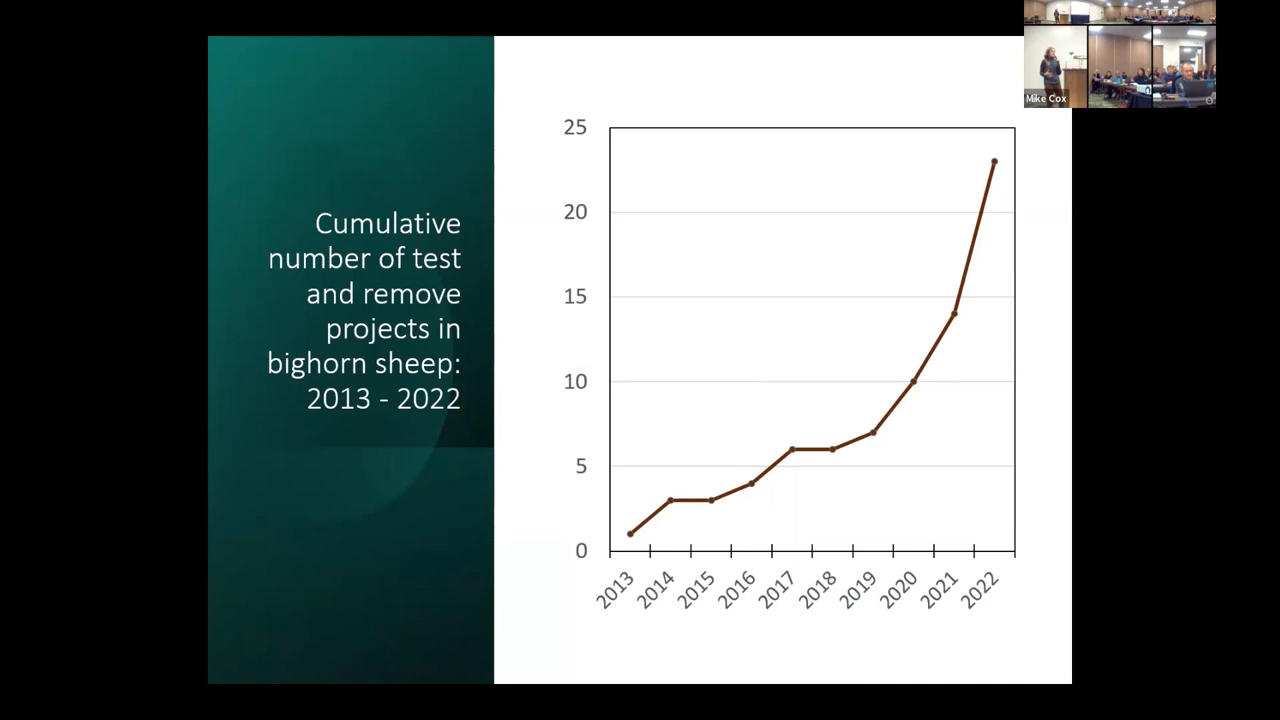 Mike Cox
Cumulative
number of test
and remove
projects in
bighorn sheep:
2013 - 2022
25
20
15
10
5
0
2013
2014
2015
2016
2017
2018
2019
2020
2021
2022